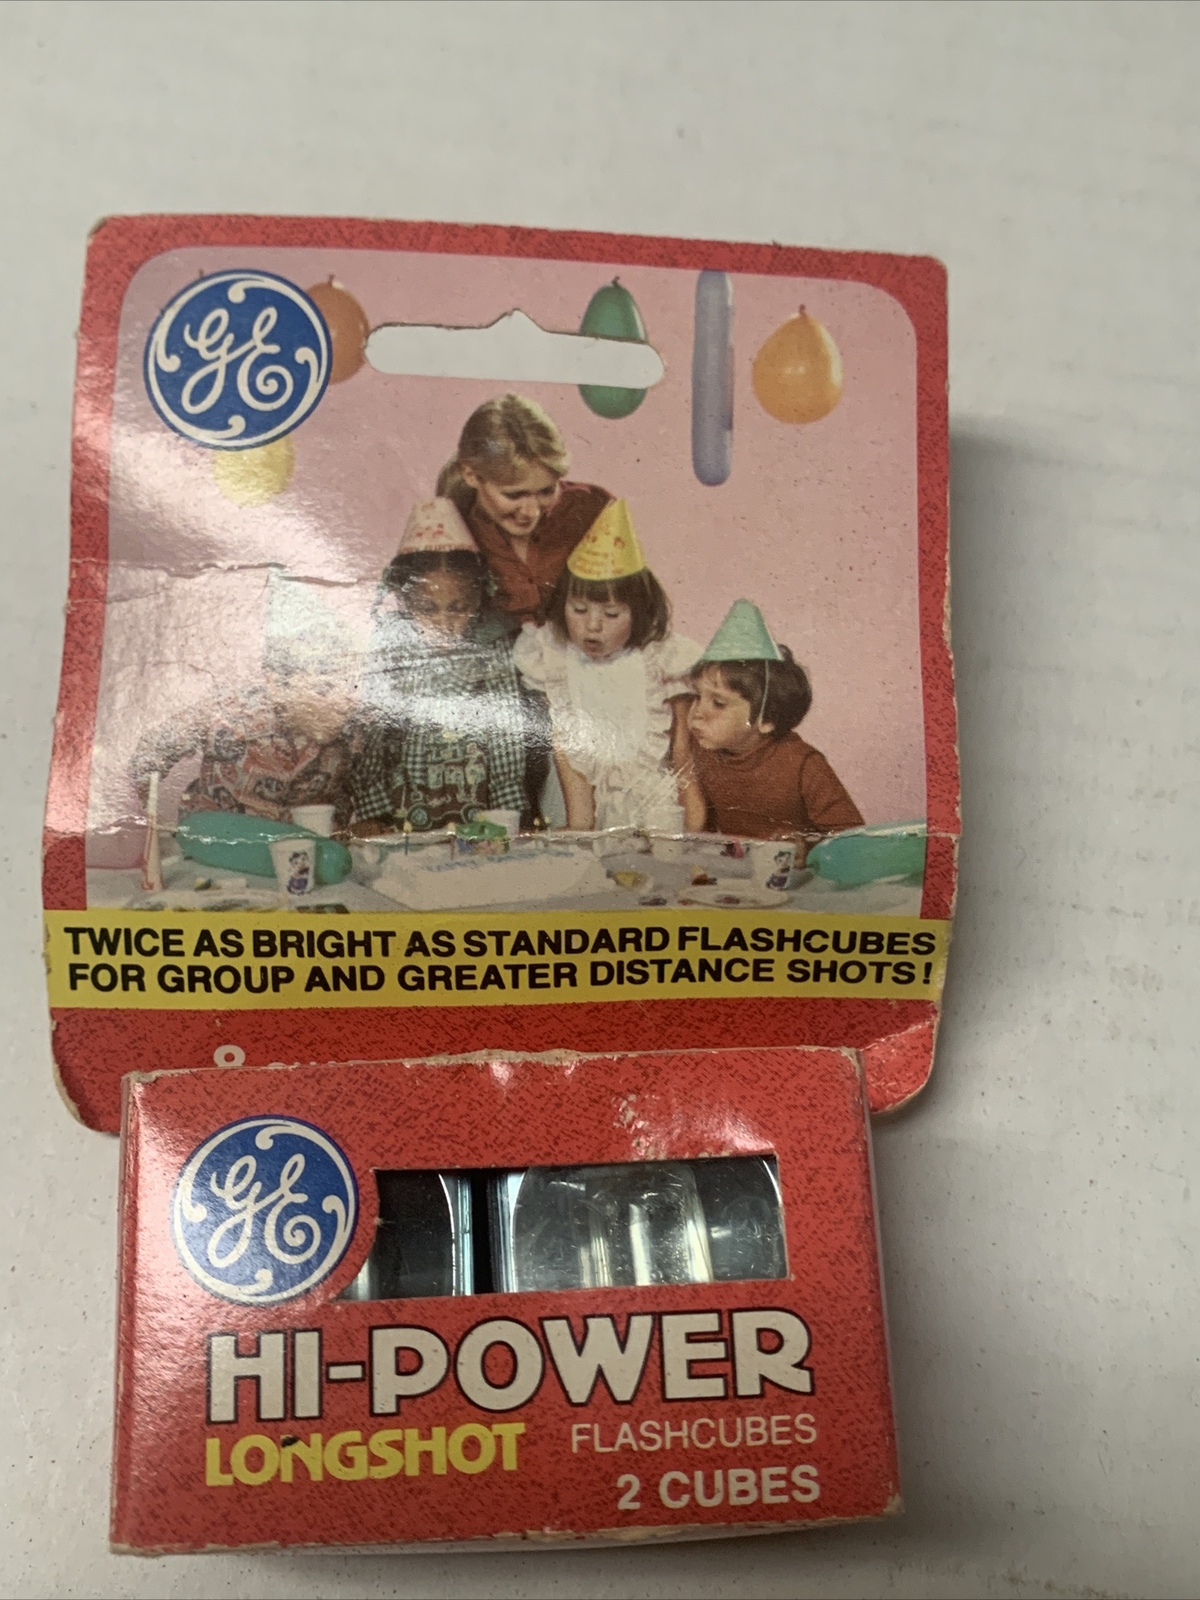 GE
TWICE AS BRIGHT AS STANDARD FLASHCUBES
FOR GROUP AND GREATER DISTANCE SHOTS!
8
GE
HI-POWER
LONGSHOT
FLASHCUBES
2 CUBES